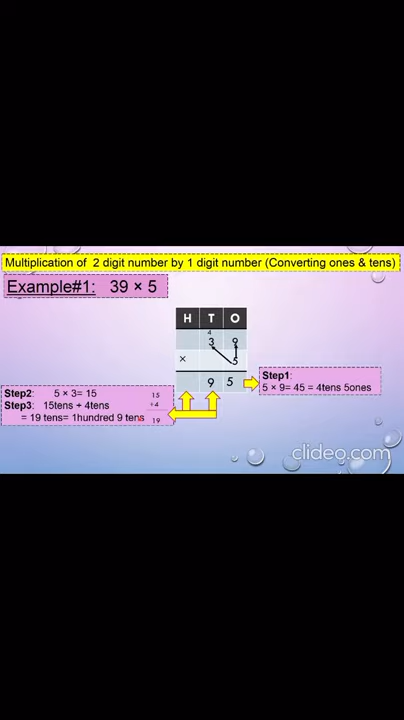 Multiplication of 2 digit number by 1 digit number (Converting ones & tens)
Example#1: 39 × 5
H T O
4
3 9
× 5
9 5
Step1:
5 × 9= 45 = 4tens 5ones
Step2: 5 × 3= 15
Step3: 15tens + 4tens
= 19 tens= 1hundred 9 tens
15
+4
19
clideo.com